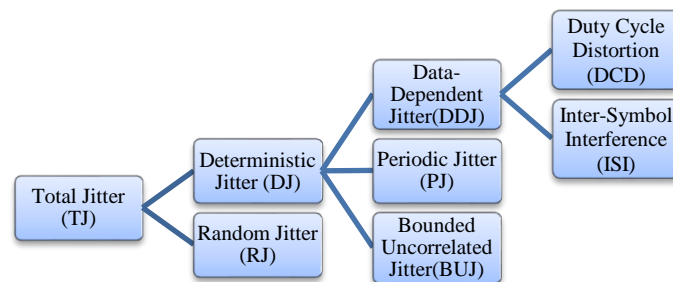 Total Jitter
(TJ)
Deterministic
Jitter (DJ)
Random Jitter
(RJ)
Data-
Dependent
Jitter(DDJ)
Periodic Jitter
(PJ)
Bounded
Uncorrelated
Jitter(BUJ)
Duty Cycle
Distortion
(DCD)
Inter-Symbol
Interference
(ISI)